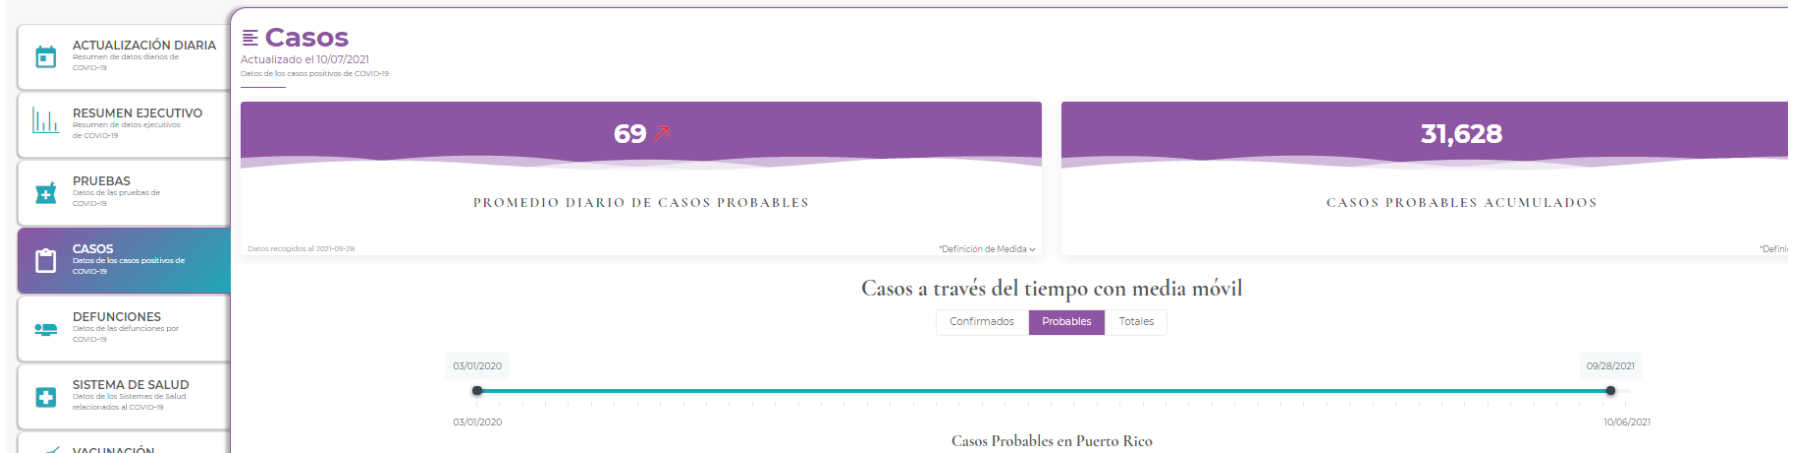 ACTUALIZACIÓN DIARIA
Resumen de datos diarios de
COVID-19
RESUMEN EJECUTIVO
Resumen de datos ejecutivos
de COVID-19
PRUEBAS
Datos de las pruebas de
COVID-19
CASOS
Datos de los casos positivos de
COVID-19
DEFUNCIONES
Datos de las defunciones por
COVID-19
SISTEMA DE SALUD
Datos de los Sistemas de Salud
relacionados al COVID-19
VACUNACIÓN
Casos
Actualizado el 10/07/2021
Datos de los casos positivos de COVID-19
69
PROMEDIO DIARIO DE CASOS PROBABLES
Datos recogidos al 2021-09-28
*Definición de Medida
31,628
CASOS PROBABLES ACUMULADOS
Casos a través del tiempo con media móvil
Confirmados Probables Totales
03/01/2020 09/28/2021
03/01/2020 10/06/2021
Casos Probables en Puerto Rico